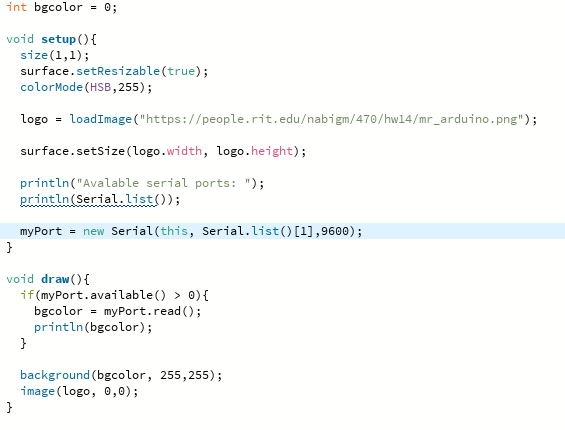 int bgcolor = 0;
void setup(){
size(1,1);
surface.setResizable(true);
colorMode(HSB,255);
logo = loadImage("https://people.rit.edu/nabigm/470/hw14/mr_arduino.png");
surface.setSize(logo.width, logo.height);
println("Avalable serial ports: ");
println(Serial.list());
myPort = new Serial(this, Serial.list()[1],9600);
}
void draw(){
if(myPort.available() > 0){
bgcolor = myPort.read();
println(bgcolor);
}
background(bgcolor, 255,255);
image(logo, 0,0);
}